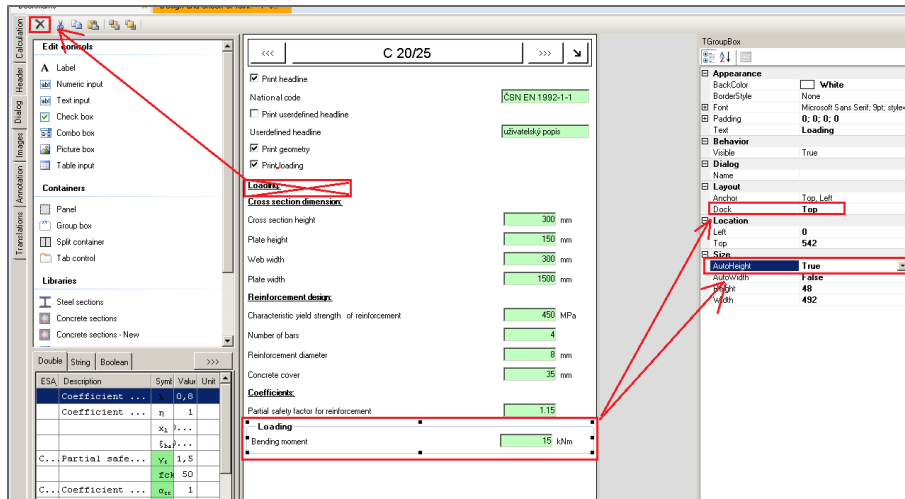 Calculation
Header
Dialog
Images
Annotation
Translations
Edit controls
A Label
Numeric input
Text input
Check box
Combo box
Picture box
Table input
Containers
Panel
Group box
Split container
Tab control
Libraries
Steel sections
Concrete sections
Concrete sections - New
Double String Boolean >>>
ESA Description Symb Value Unit
Coefficient ... 0,8
Coefficient ... η 1
C... Partial safe... 1,5
fck 50
C... Coefficient ... 1
<<< C 20/25 >>>
Print headline
National code ČSN EN 1992-1-1
Print userdefined headline
Userdefined headline uživatelský popis
Print geometry
Print loading
Loading:
Cross section dimension:
Cross section height 300 mm
Plate height 150 mm
Web width 300 mm
Plate width 1500 mm
Reinforcement design:
Characteristic yield strength of reinforcement 450 MPa
Number of bars 4
Reinforcement diameter 8 mm
Concrete cover 35 mm
Coefficients:
Partial safety factor for reinforcement 1.15
Loading
Bending moment 15 kNm
TGroupBox
Appearance
BackColor White
BorderStyle None
Font Microsoft Sans Serif; 9pt; style=
Padding 0; 0; 0; 0
Text Loading
Behavior
Visible True
Dialog
Name
Layout
Anchor Top, Left
Dock Top
Location
Left 0
Top 542
Size
AutoHeight True
AutoWidth False
Height 48
Width 492